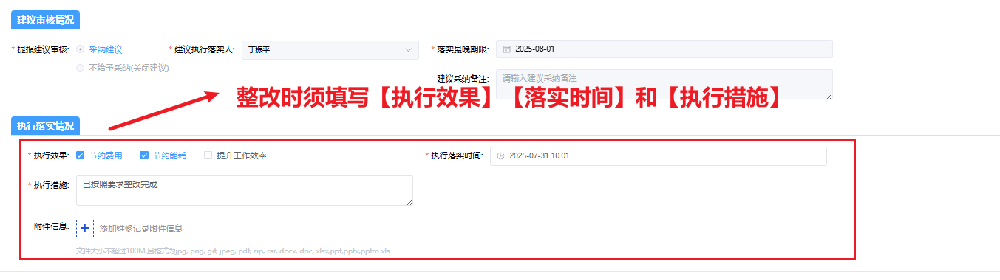 建议审核情况
* 提报建议审核: 采纳建议 * 建议执行落实人: 丁振平 * 落实最晚期限: 2025-08-01
不给予采纳(关闭建议)
建议采纳备注: 请输入建议采纳备注
整改时须填写【执行效果】【落实时间】和【执行措施】
执行落实情况
* 执行效果: 节约费用 节约能耗 提升工作效率 * 执行落实时间: 2025-07-31 10:01
* 执行措施: 已按照要求整改完成
附件信息: 添加维修记录附件信息
文件大小不超过100M,且格式为jpg, png, gif, jpeg, pdf, zip, rar, docx, doc, xlsx,ppt,pptx,pptm xls